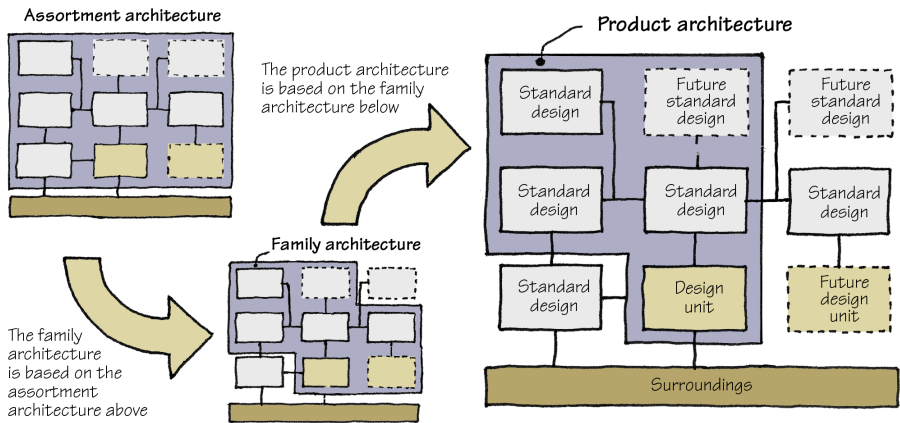 Assortment architecture
The product architecture
is based on the family
architecture below
Family architecture
The family
architecture
is based on the
assortment
architecture above
Product architecture
Standard
design
Future
standard
design
Future
standard
design
Standard
design
Standard
design
Standard
design
Standard
design
Design
unit
Future
design
unit
Surroundings